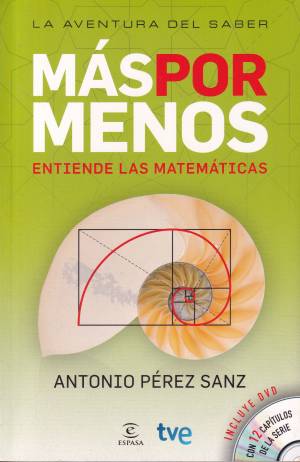 LA AVENTURA DEL SABER
MÁSPOR
MENOS
ENTIENDE LAS MATEMÁTICAS
ANTONIO PÉREZ SANZ
ESPASA
tve
INCLUYE DVD
CON 12 CAPÍTULOS
DE LA SERIE